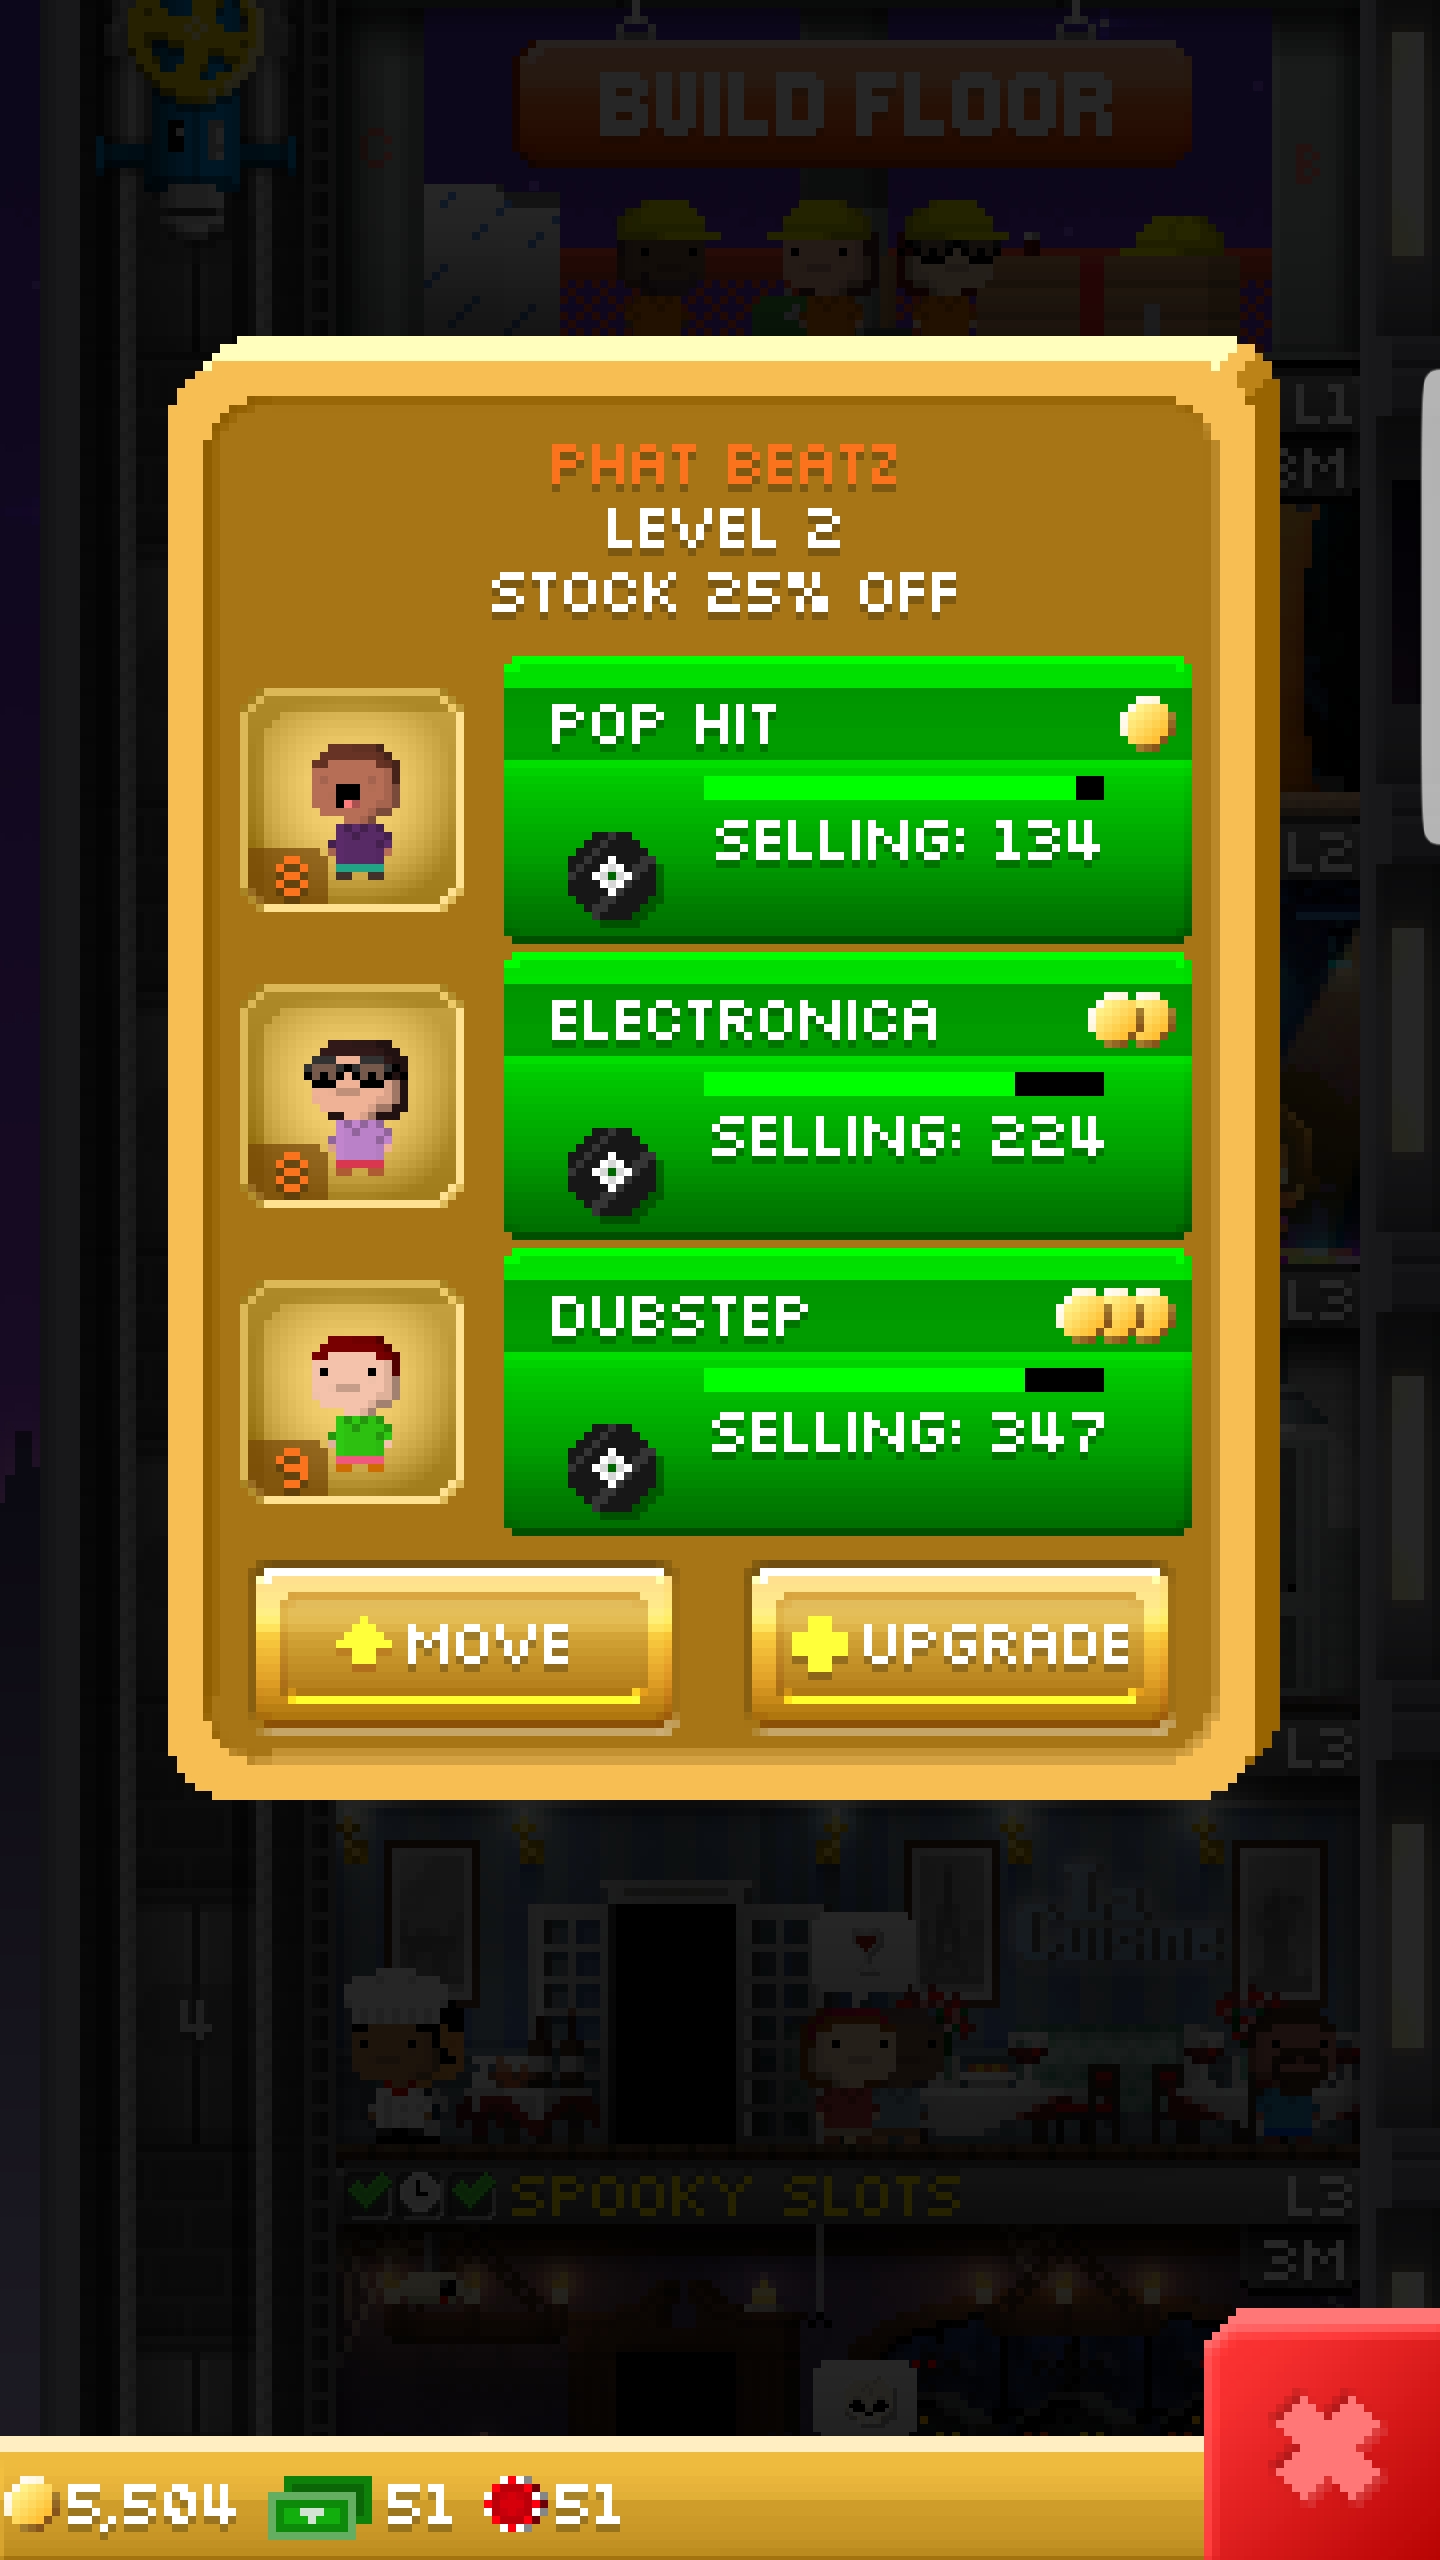 BUILD FLOOR
C
B
L1
3M
PHAT BEATZ
LEVEL 2
STOCK 25% OFF
POP HIT
SELLING: 134
8
L2
ELECTRONICA
SELLING: 224
8
DUBSTEP
L3
SELLING: 347
9
MOVE
UPGRADE
L3
La Cuisine
4
SPOOKY SLOTS
L3
3M
5,504
51
51